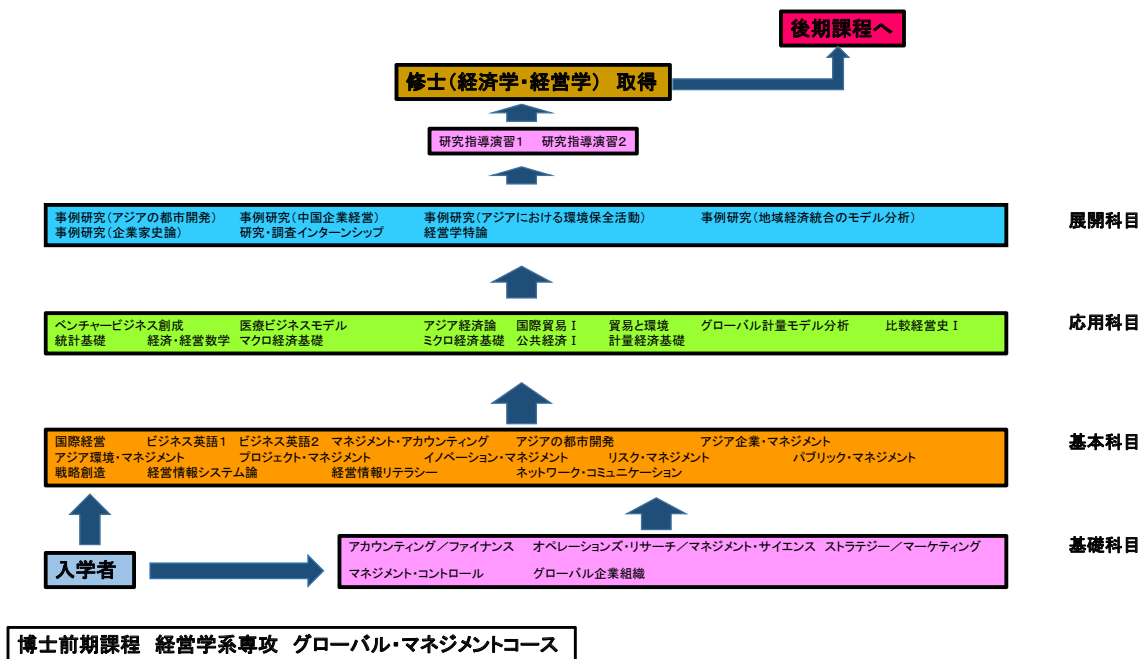 後期課程へ
修士(経済学・経営学) 取得
研究指導演習1 研究指導演習2
事例研究(アジアの都市開発) 事例研究(中国企業経営) 事例研究(アジアにおける環境保全活動) 事例研究(地域経済統合のモデル分析)
事例研究(企業家史論) 研究・調査インターンシップ 経営学特論
展開科目
ベンチャービジネス創成 医療ビジネスモデル アジア経済論 国際貿易Ⅰ 貿易と環境 グローバル計量モデル分析 比較経営史Ⅰ
統計基礎 経済・経営数学 マクロ経済基礎 ミクロ経済基礎 公共経済Ⅰ 計量経済基礎
応用科目
国際経営 ビジネス英語1 ビジネス英語2 マネジメント・アカウンティング アジアの都市開発 アジア企業・マネジメント
アジア環境・マネジメント プロジェクト・マネジメント イノベーション・マネジメント リスク・マネジメント パブリック・マネジメント
戦略創造 経営情報システム論 経営情報リテラシー ネットワーク・コミュニケーション
基本科目
アカウンティング/ファイナンス オペレーションズ・リサーチ/マネジメント・サイエンス ストラテジー/マーケティング
マネジメント・コントロール グローバル企業組織
基礎科目
入学者
博士前期課程 経営学系専攻 グローバル・マネジメントコース